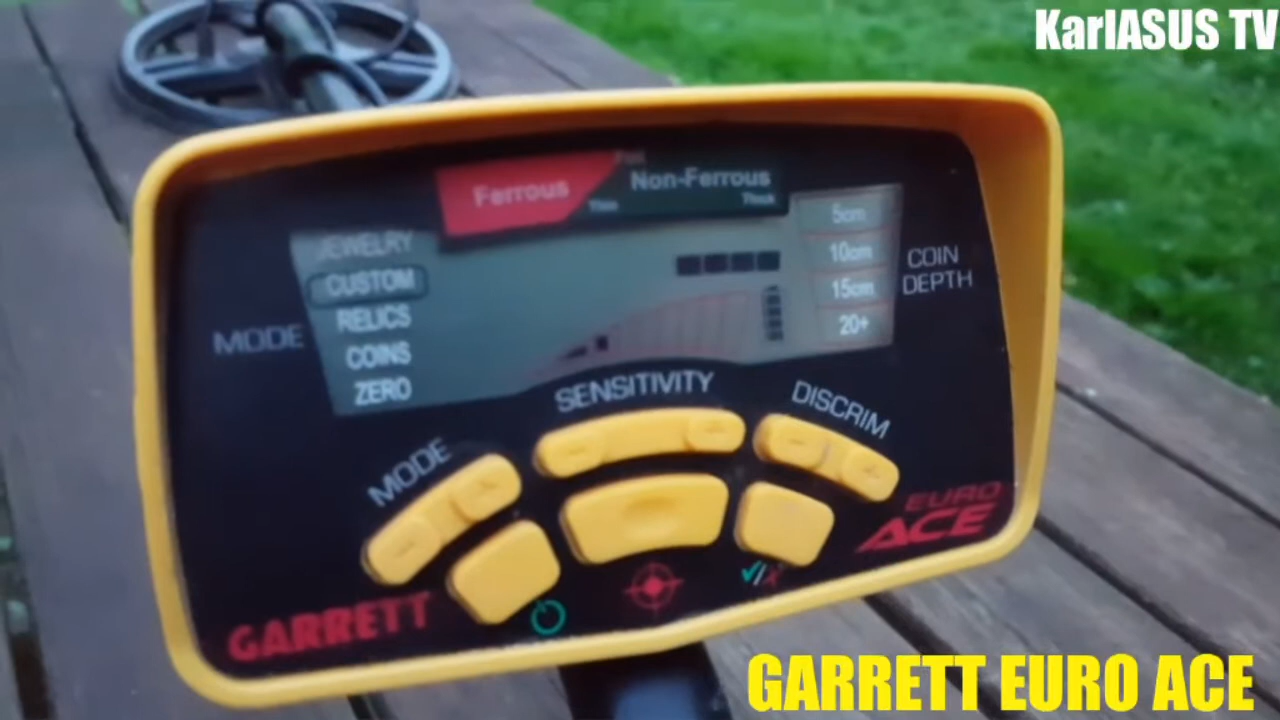 KarlASUS TV
Ferrous
Non-Ferrous
Thin
Thick
JEWELRY
CUSTOM
RELICS
COINS
ZERO
MODE
5cm
10cm
15cm
20+
COIN
DEPTH
SENSITIVITY
DISCRIM
MODE
- +
- +
- +
EURO
ACE
GARRETT
✓/X
GARRETT EURO ACE